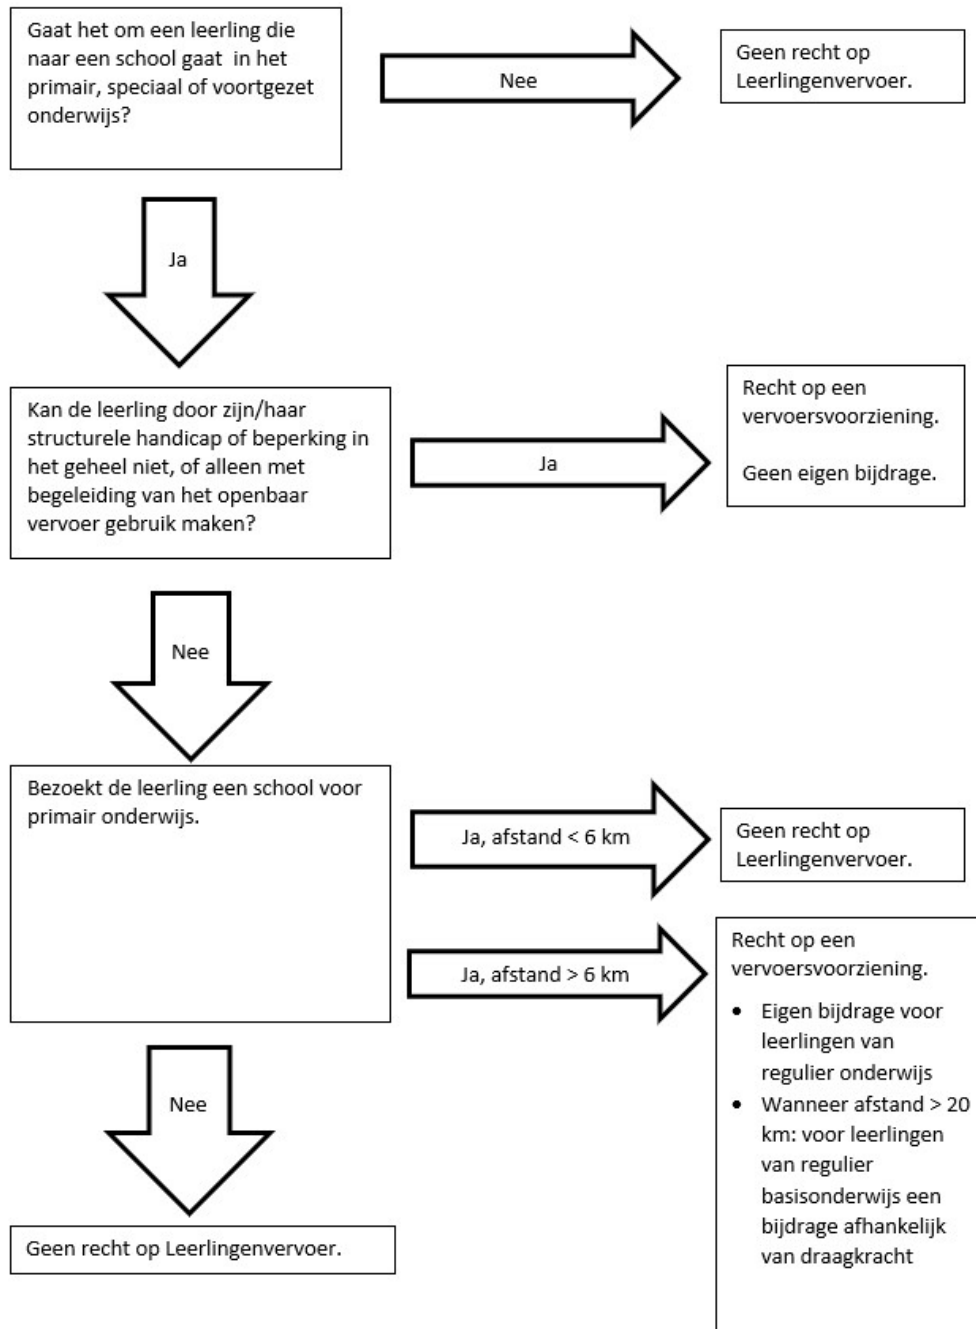 Gaat het om een leerling die
naar een school gaat in het
primair, speciaal of voortgezet
onderwijs?
Nee
Geen recht op
Leerlingenvervoer.
Ja
Kan de leerling door zijn/haar
structurele handicap of beperking in
het geheel niet, of alleen met
begeleiding van het openbaar
vervoer gebruik maken?
Ja
Recht op een
vervoersvoorziening.
Geen eigen bijdrage.
Nee
Bezoekt de leerling een school voor
primair onderwijs.
Ja, afstand < 6 km
Geen recht op
Leerlingenvervoer.
Ja, afstand > 6 km
Recht op een
vervoersvoorziening.
• Eigen bijdrage voor
leerlingen van
regulier onderwijs
• Wanneer afstand > 20
km: voor leerlingen
van regulier
basisonderwijs een
bijdrage afhankelijk
van draagkracht
Nee
Geen recht op Leerlingenvervoer.